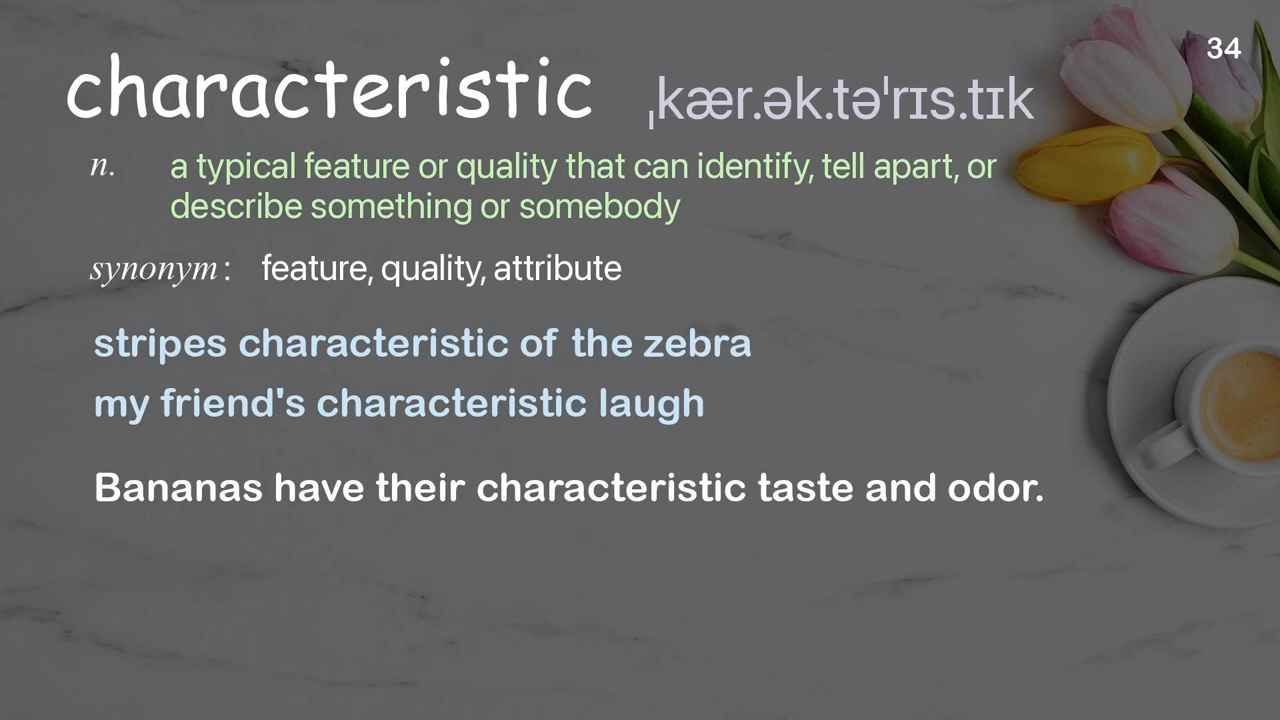 34
characteristic ˌkær.ək.təˈrɪs.tɪk
n. a typical feature or quality that can identify, tell apart, or
describe something or somebody
synonym: feature, quality, attribute
stripes characteristic of the zebra
my friend's characteristic laugh
Bananas have their characteristic taste and odor.